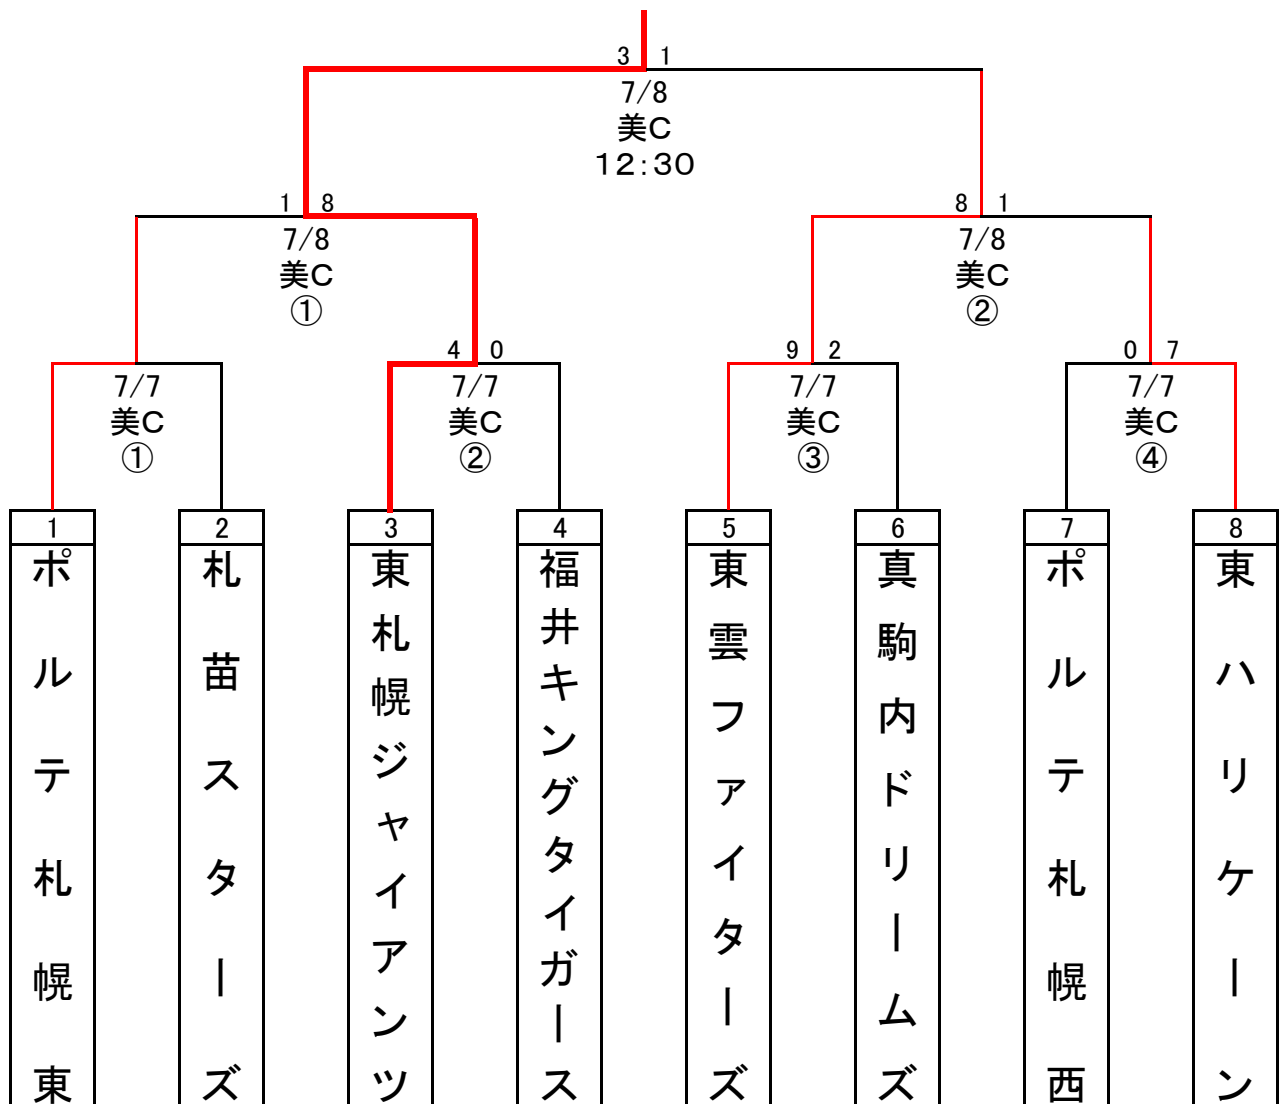 3 1
7/8
美C
12:30
1 8
7/8
美C
①
8 1
7/8
美C
②
7/7
美C
①
4 0
7/7
美C
②
9 2
7/7
美C
③
0 7
7/7
美C
④
1
ポルテ札幌東
2
札苗スターズ
3
東札幌ジャイアンツ
4
福井キングタイガース
5
東雲ファイターズ
6
真駒内ドリームズ
7
ポルテ札幌西
8
東ハリケーン